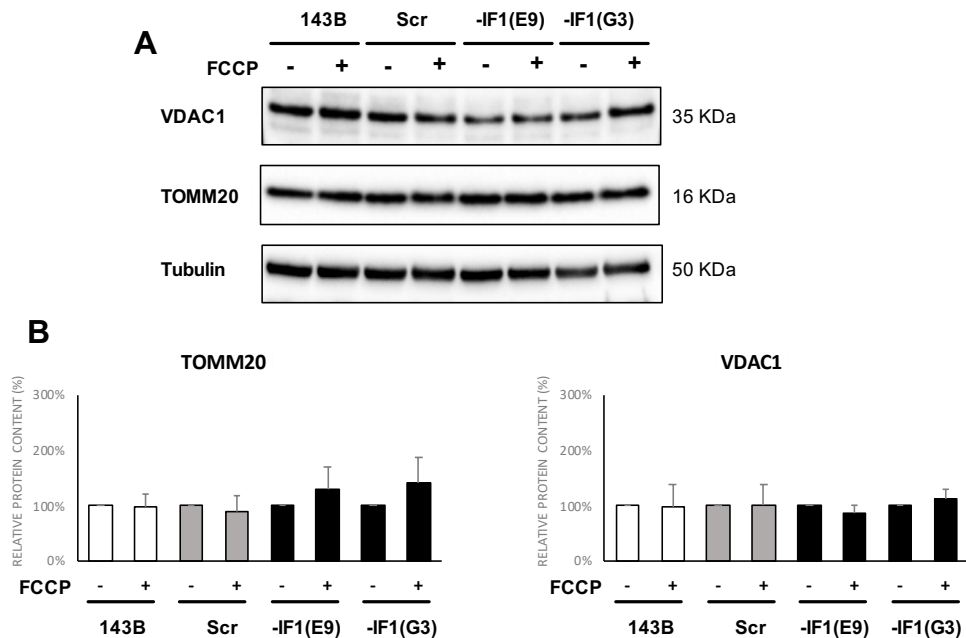 A
143B Scr -IF1(E9) -IF1(G3)
FCCP - + - + - + - +
VDAC1 35 KDa
TOMM20 16 KDa
Tubulin 50 KDa
B
TOMM20
RELATIVE PROTEIN CONTENT (%)
300%
200%
100%
0%
FCCP - + - + - + - +
143B Scr -IF1(E9) -IF1(G3)
VDAC1
RELATIVE PROTEIN CONTENT (%)
300%
200%
100%
0%
FCCP - + - + - + - +
143B Scr -IF1(E9) -IF1(G3)